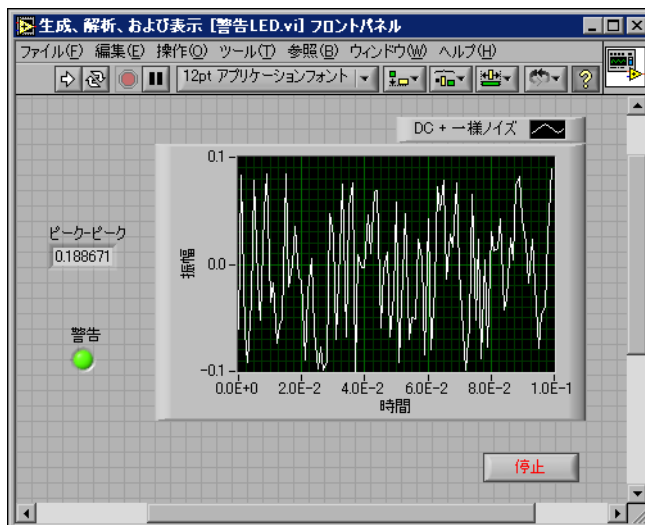 生成、解析、および表示 [警告LED.vi] フロントパネル
ファイル(F) 編集(E) 操作(O) ツール(T) 参照(B) ウィンドウ(W) ヘルプ(H)
12pt アプリケーションフォント
DC + 一様ノイズ
ピーク-ピーク
0.188671
警告
振幅
0.1
0.0
-0.1
0.0E+0 2.0E-2 4.0E-2 6.0E-2 8.0E-2 1.0E-1
時間
停止